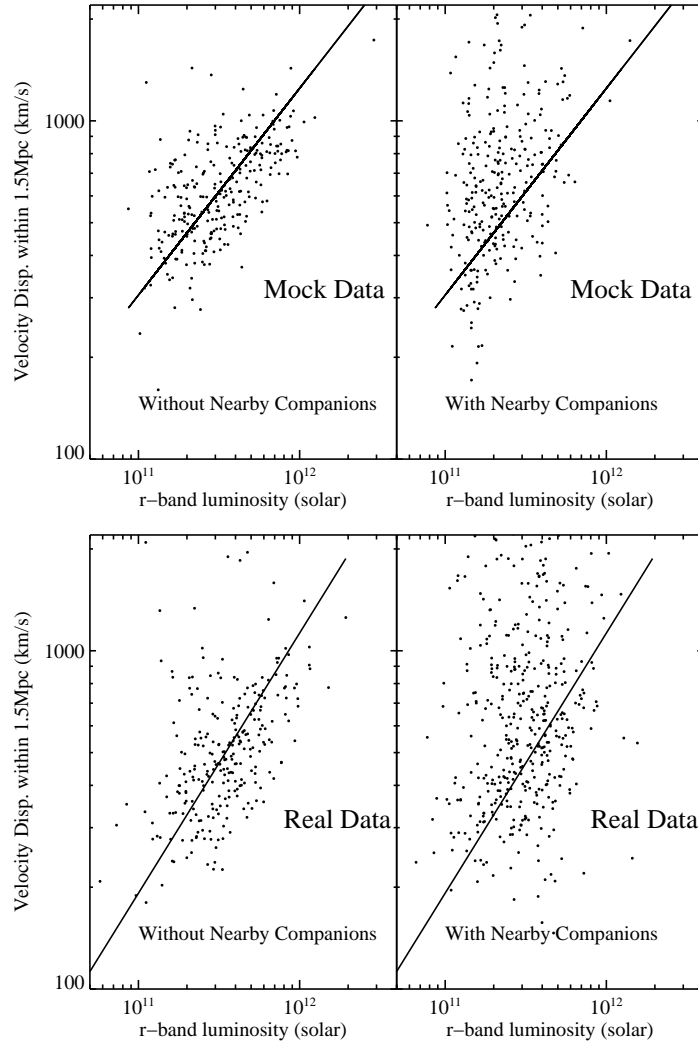 Velocity Disp. within 1.5Mpc (km/s)
1000
100
Mock Data
Without Nearby Companions
10^11
10^12
r-band luminosity (solar)
Mock Data
With Nearby Companions
10^11
10^12
r-band luminosity (solar)
Velocity Disp. within 1.5Mpc (km/s)
1000
100
Real Data
Without Nearby Companions
10^11
10^12
r-band luminosity (solar)
Real Data
With Nearby Companions
10^11
10^12
r-band luminosity (solar)